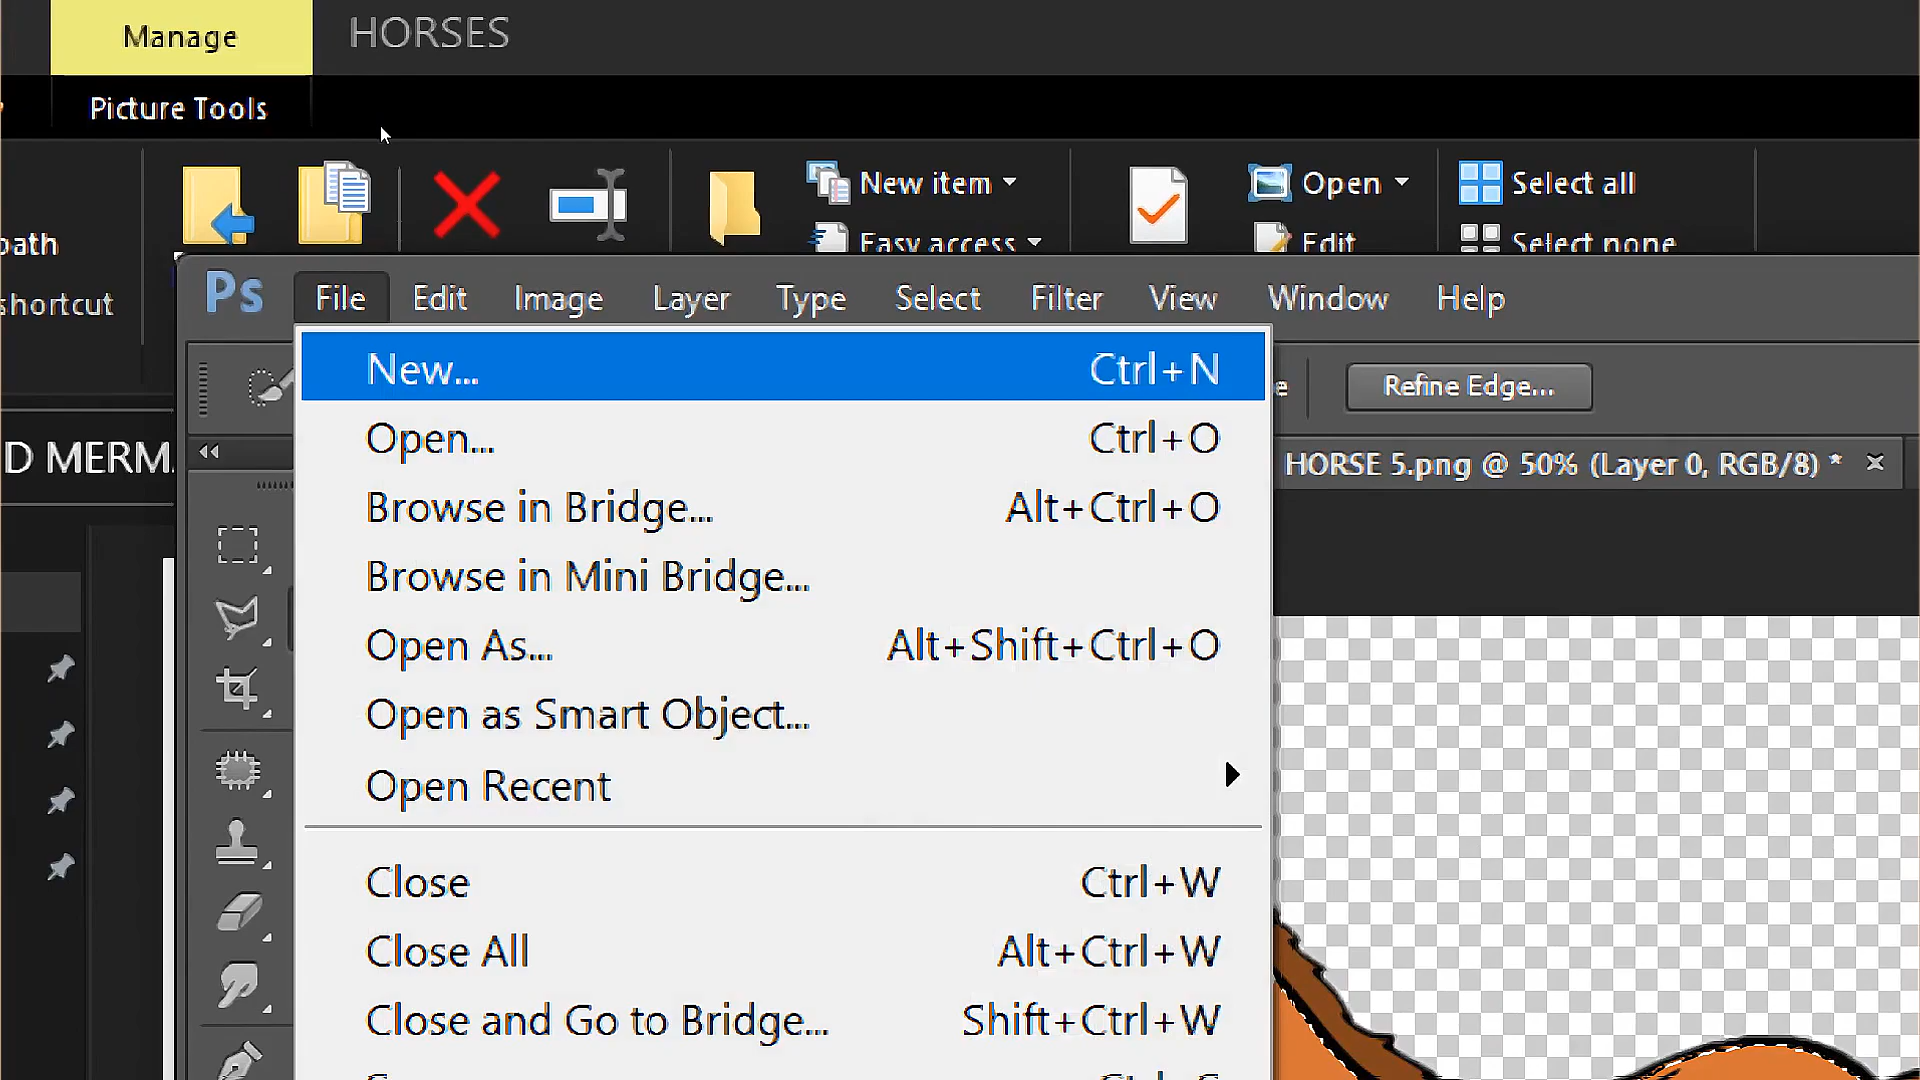 Manage HORSES
Picture Tools
New item Open Select all
path Easy access Edit Select none
shortcut
Ps File Edit Image Layer Type Select Filter View Window Help
New... Ctrl+N
Refine Edge...
Open... Ctrl+O
D MERM HORSE 5.png @ 50% (Layer 0, RGB/8) *
Browse in Bridge... Alt+Ctrl+O
Browse in Mini Bridge...
Open As... Alt+Shift+Ctrl+O
Open as Smart Object...
Open Recent
Close Ctrl+W
Close All Alt+Ctrl+W
Close and Go to Bridge... Shift+Ctrl+W